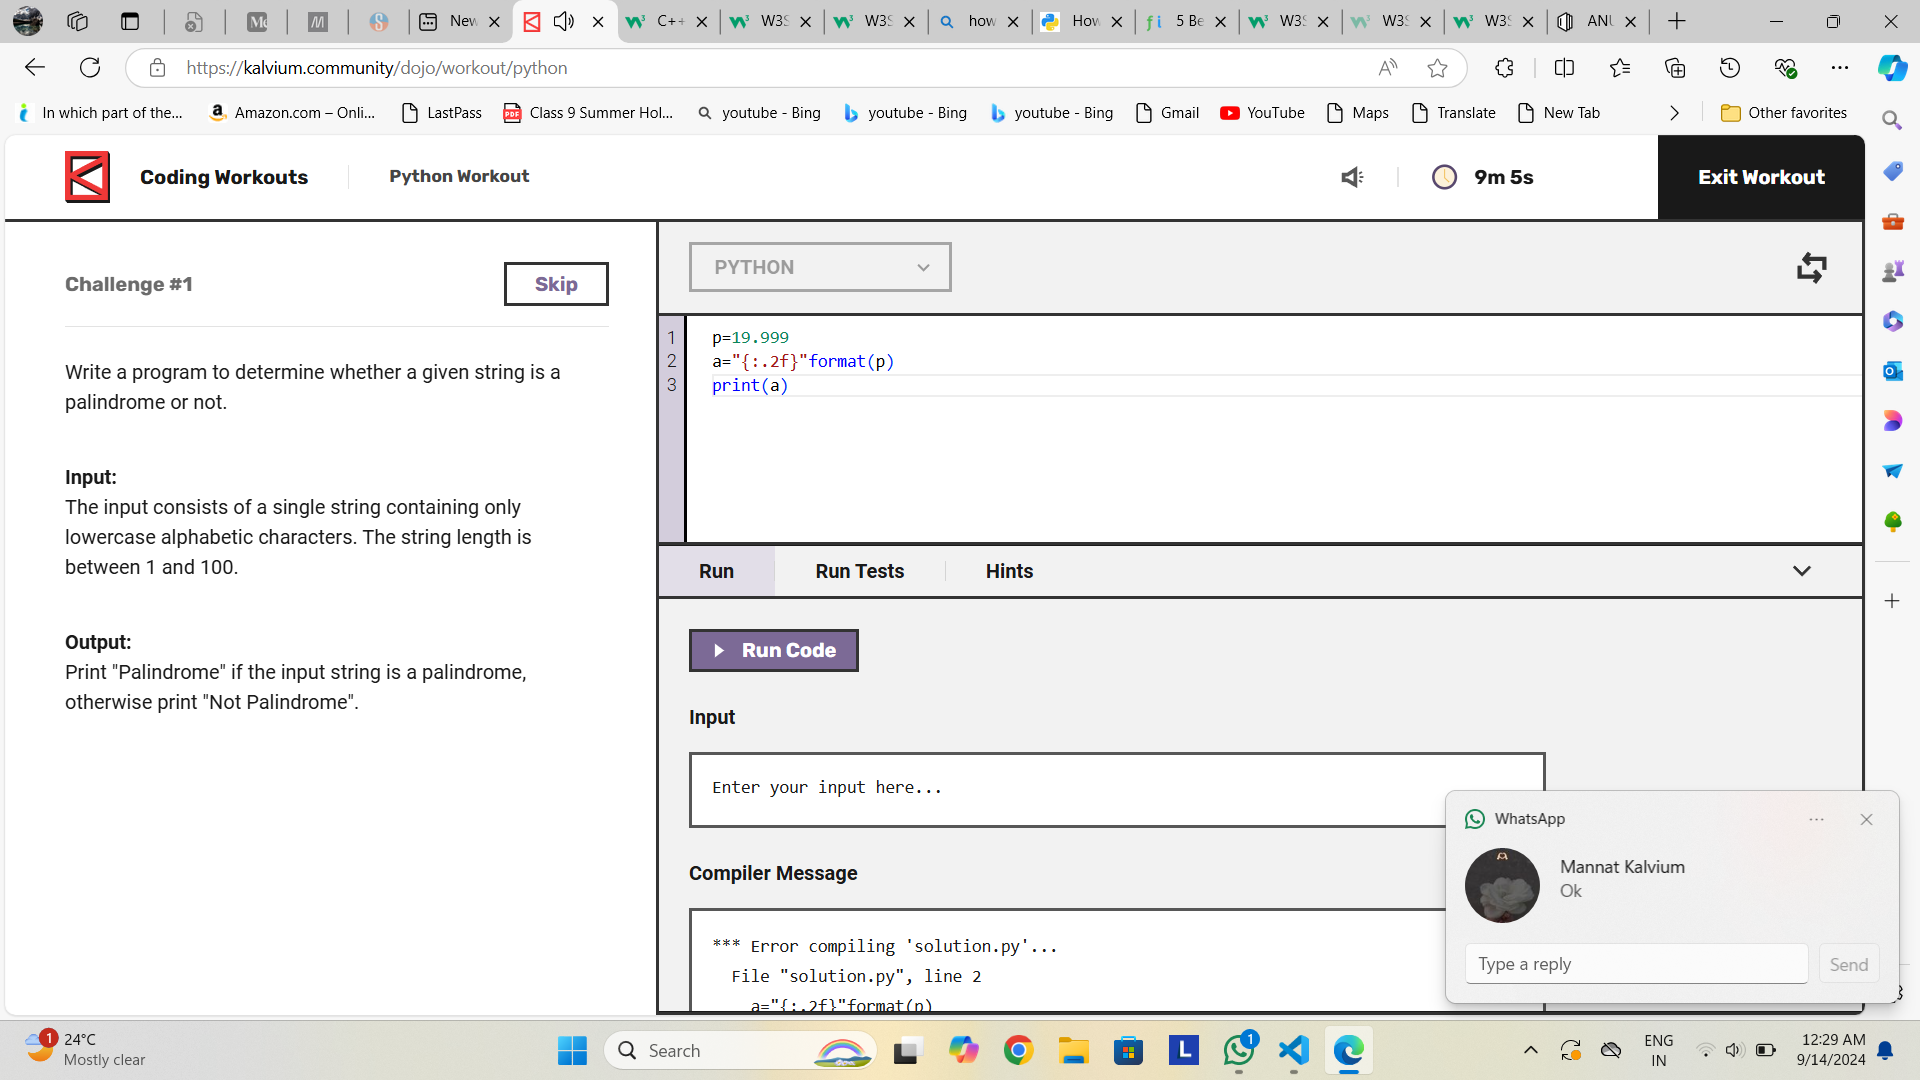 New
C++
W3S
W3S
how
How
5 Be
W3S
W3S
W3S
ANU
https://kalvium.community/dojo/workout/python
In which part of the...
Amazon.com – Onli...
LastPass
Class 9 Summer Hol...
youtube - Bing
youtube - Bing
youtube - Bing
Gmail
YouTube
Maps
Translate
New Tab
Other favorites
Coding Workouts
Python Workout
9m 5s
Exit Workout
Challenge #1
Skip
Write a program to determine whether a given string is a
palindrome or not.
Input:
The input consists of a single string containing only
lowercase alphabetic characters. The string length is
between 1 and 100.
Output:
Print "Palindrome" if the input string is a palindrome,
otherwise print "Not Palindrome".
PYTHON
1 p=19.999
2 a="{:.2f}"format(p)
3 print(a)
Run
Run Tests
Hints
Run Code
Input
Enter your input here...
Compiler Message
*** Error compiling 'solution.py'...
File "solution.py", line 2
a="{:.2f}"format(p)
WhatsApp
Mannat Kalvium
Ok
Type a reply
Send
1
24°C
Mostly clear
Search
L
1
ENG
IN
12:29 AM
9/14/2024